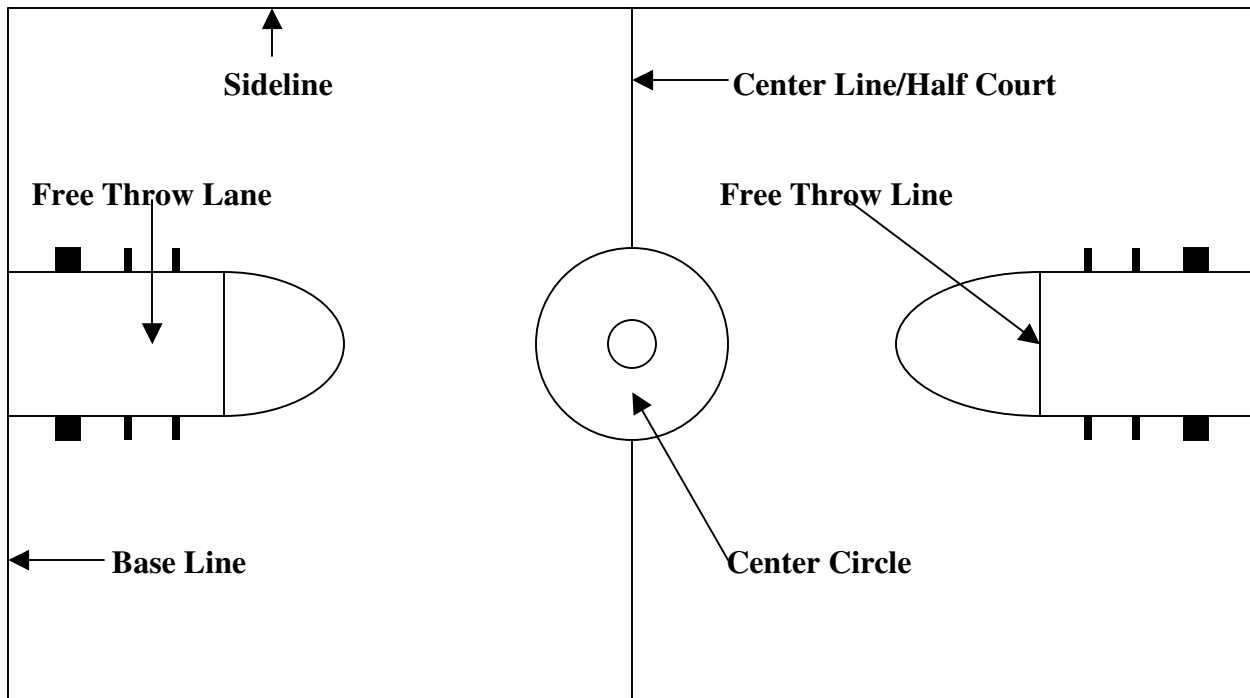 Sideline
Center Line/Half Court
Free Throw Lane
Free Throw Line
Base Line
Center Circle